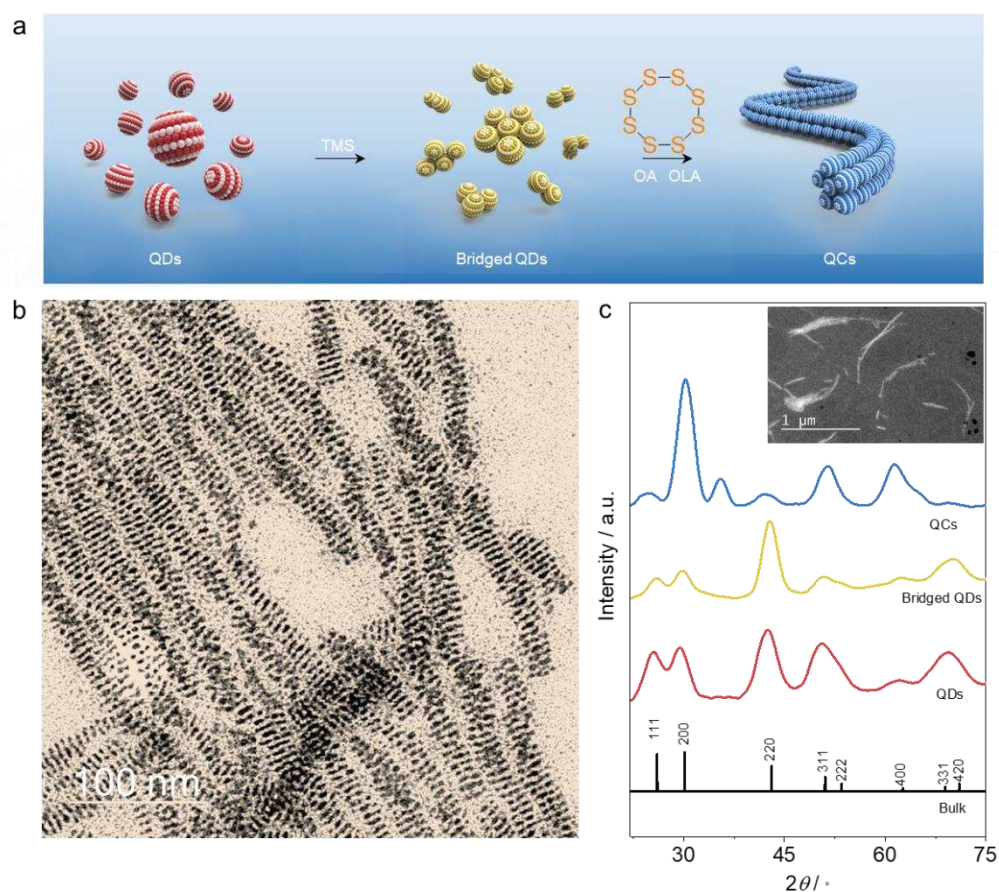 a
S S
S S
S S
S S
TMS
OA OLA
QDs
Bridged QDs
QCs
b
100 nm
c
1 µm
QCs
Bridged QDs
QDs
Intensity / a.u.
111
200
220
311
222
400
331
420
Bulk
30 45 60 75
2θ / °